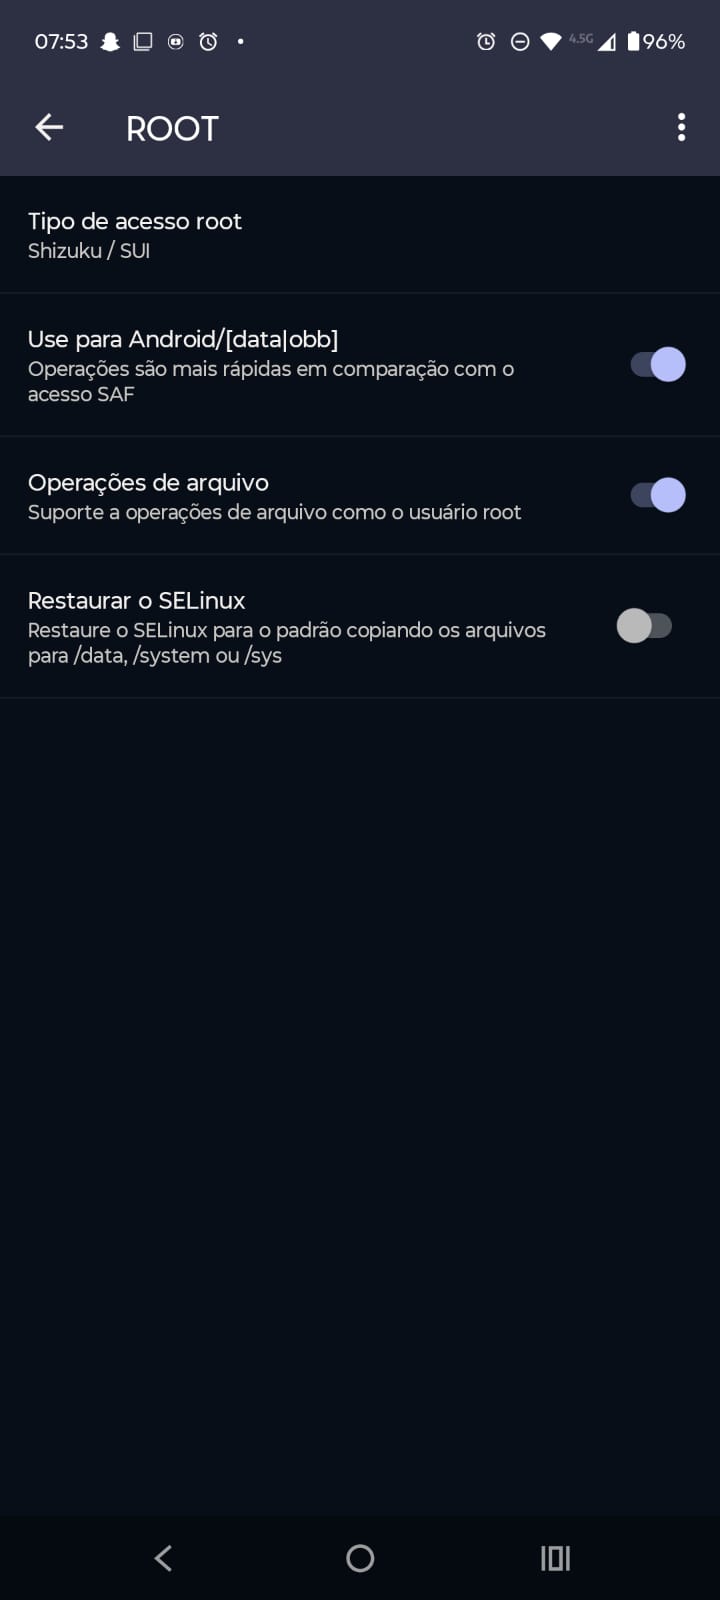 07:53
4.5G
96%
ROOT
Tipo de acesso root
Shizuku / SUI
Use para Android/[data|obb]
Operações são mais rápidas em comparação com o
acesso SAF
Operações de arquivo
Suporte a operações de arquivo como o usuário root
Restaurar o SELinux
Restaure o SELinux para o padrão copiando os arquivos
para /data, /system ou /sys